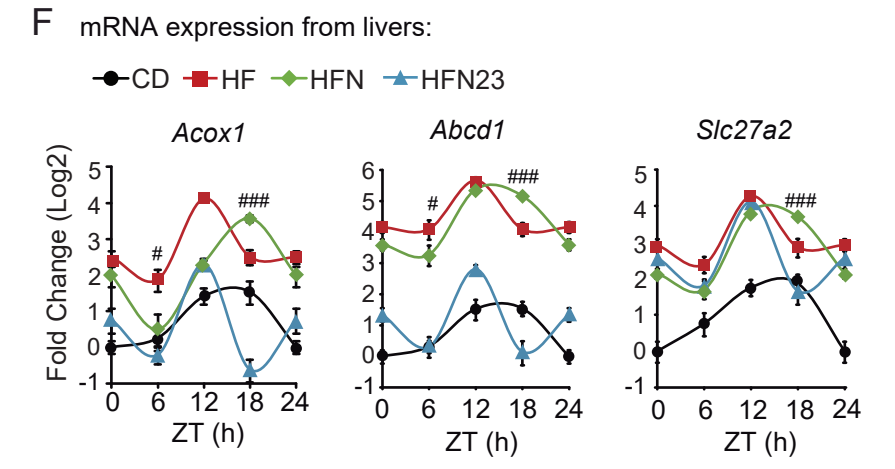 F mRNA expression from livers:
CD HF HFN HFN23
Acox1 Abcd1 Slc27a2
Fold Change (Log2)
5
4
3
2
1
0
-1
# ###
0 6 12 18 24
ZT (h)
6
5
4
3
2
1
0
-1
# ###
0 6 12 18 24
ZT (h)
5
4
3
2
1
0
-1
###
0 6 12 18 24
ZT (h)